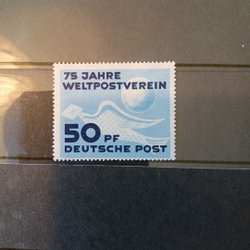 75 JAHRE
WELTPOSTVEREIN
50 PF
DEUTSCHE POST